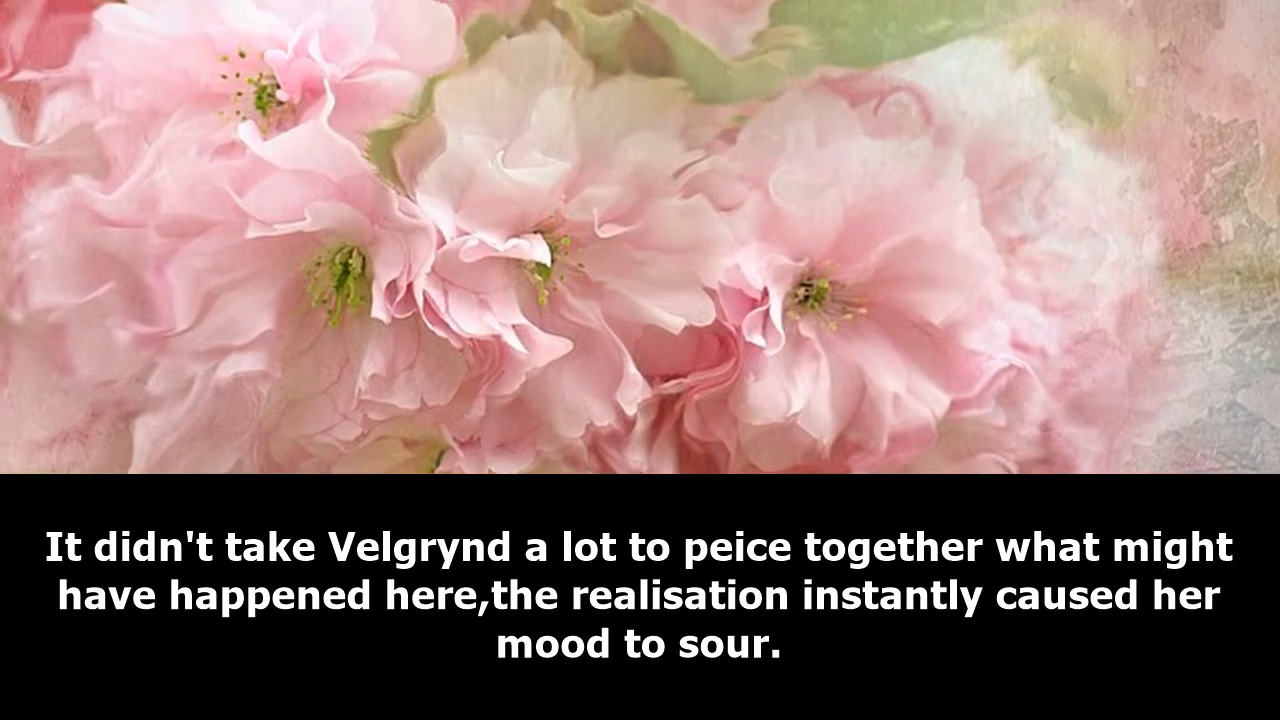 It didn't take Velgrynd a lot to peice together what might
have happened here,the realisation instantly caused her
mood to sour.